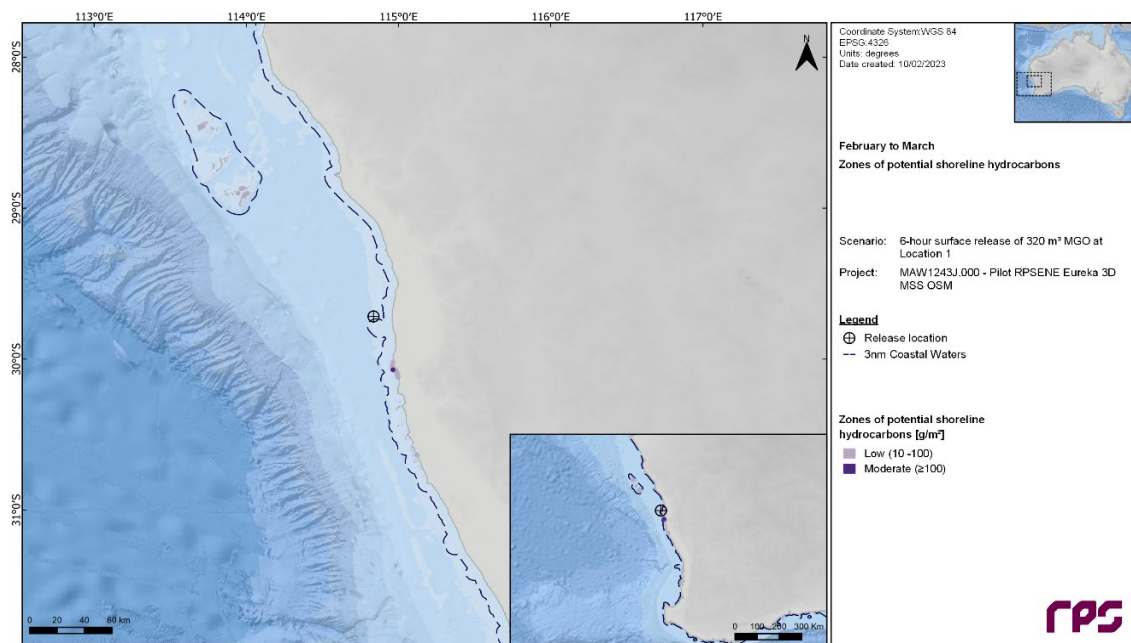 113°0'E 114°0'E 115°0'E 116°0'E 117°0'E
28°0'S
29°0'S
30°0'S
31°0'S
N
0 20 40 60 km
0 100 200 300 Km
Coordinate System:WGS 84
EPSG:4326
Units: degrees
Date created: 10/02/2023
February to March
Zones of potential shoreline hydrocarbons
Scenario: 6-hour surface release of 320 m³ MGO at
Location 1
Project: MAW1243J.000 - Pilot RPSENE Eureka 3D
MSS OSM
Legend
Release location
3nm Coastal Waters
Zones of potential shoreline
hydrocarbons [g/m²]
Low (10 -100)
Moderate (≥100)
rps